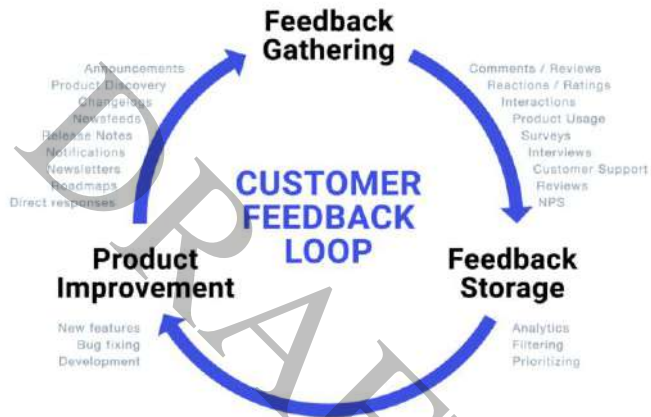 Feedback
Gathering
Announcements
Product Discovery
Changelogs
Newsfeeds
Release Notes
Notifications
Newsletters
Roadmaps
Direct responses
Comments / Reviews
Reactions / Ratings
Interactions
Product Usage
Surveys
Interviews
Customer Support
Reviews
NPS
CUSTOMER
FEEDBACK
LOOP
Product
Improvement
New features
Bug fixing
Development
Feedback
Storage
Analytics
Filtering
Prioritizing
DRAFT